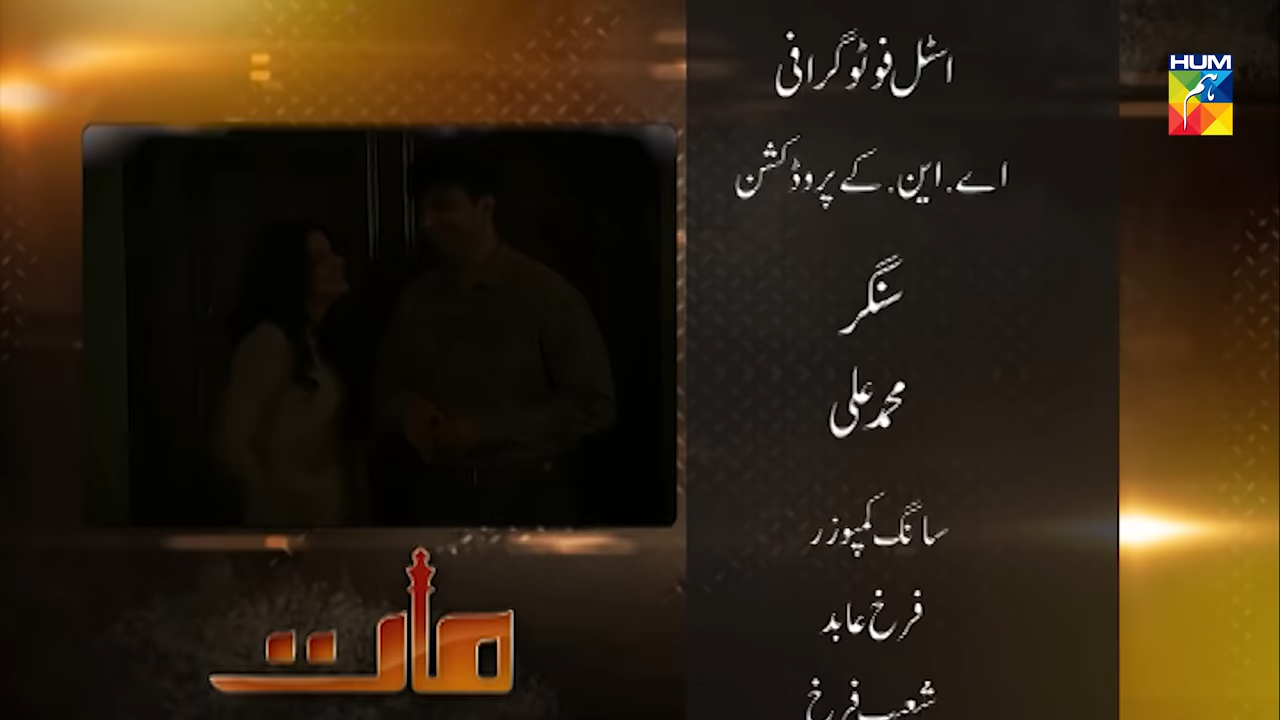 اسٹل فوٹوگرافی
اے. این. کے پروڈکشن
سنگر
محمد علی
سانگ کمپوزر
فرخ عابد
شعیب فرخ
مات
HUM
ہم